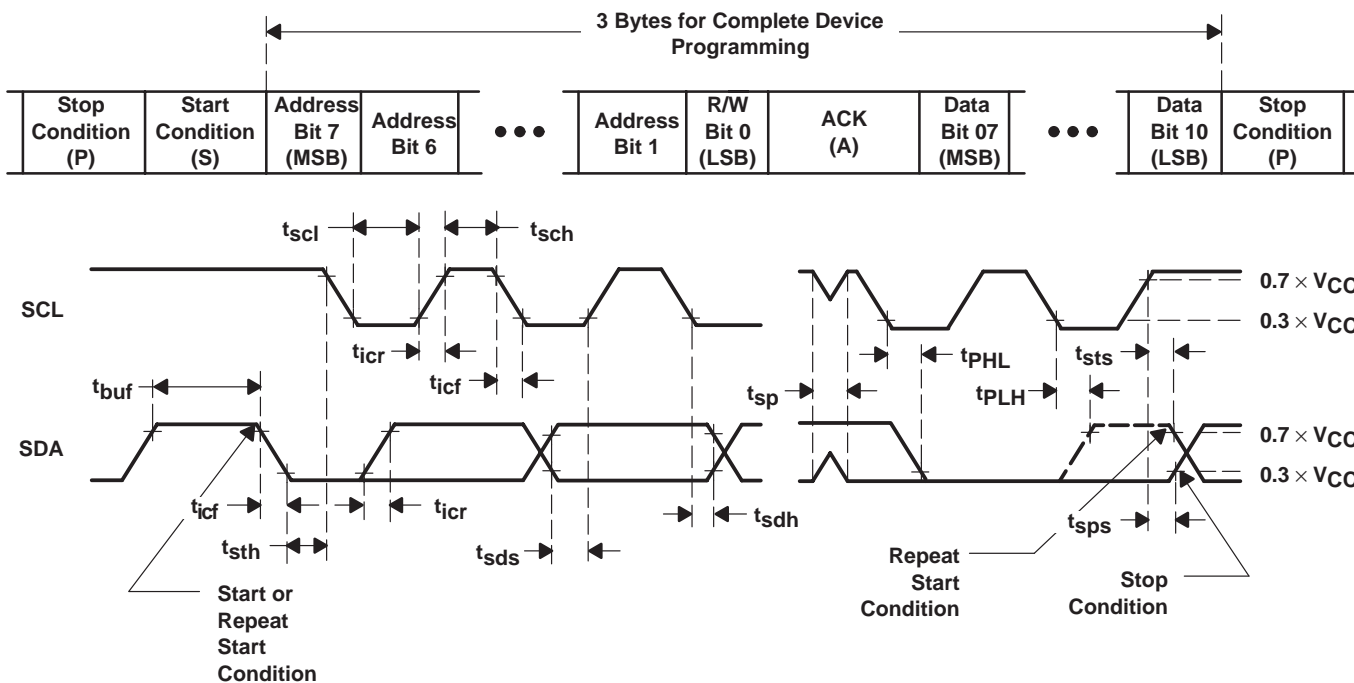 3 Bytes for Complete Device
Programming
Stop
Condition
(P)
Start
Condition
(S)
Address
Bit 7
(MSB)
Address
Bit 6
Address
Bit 1
R/W
Bit 0
(LSB)
ACK
(A)
Data
Bit 07
(MSB)
Data
Bit 10
(LSB)
Stop
Condition
(P)
tscl
tsch
0.7 × VCC
SCL
0.3 × VCC
ticr
tPHL
tsts
ticf
tbuf
tsp
tPLH
0.7 × VCC
SDA
0.3 × VCC
ticf
ticr
tsdh
tsps
tsth
tsds
Repeat
Start
Condition
Stop
Condition
Start or
Repeat
Start
Condition